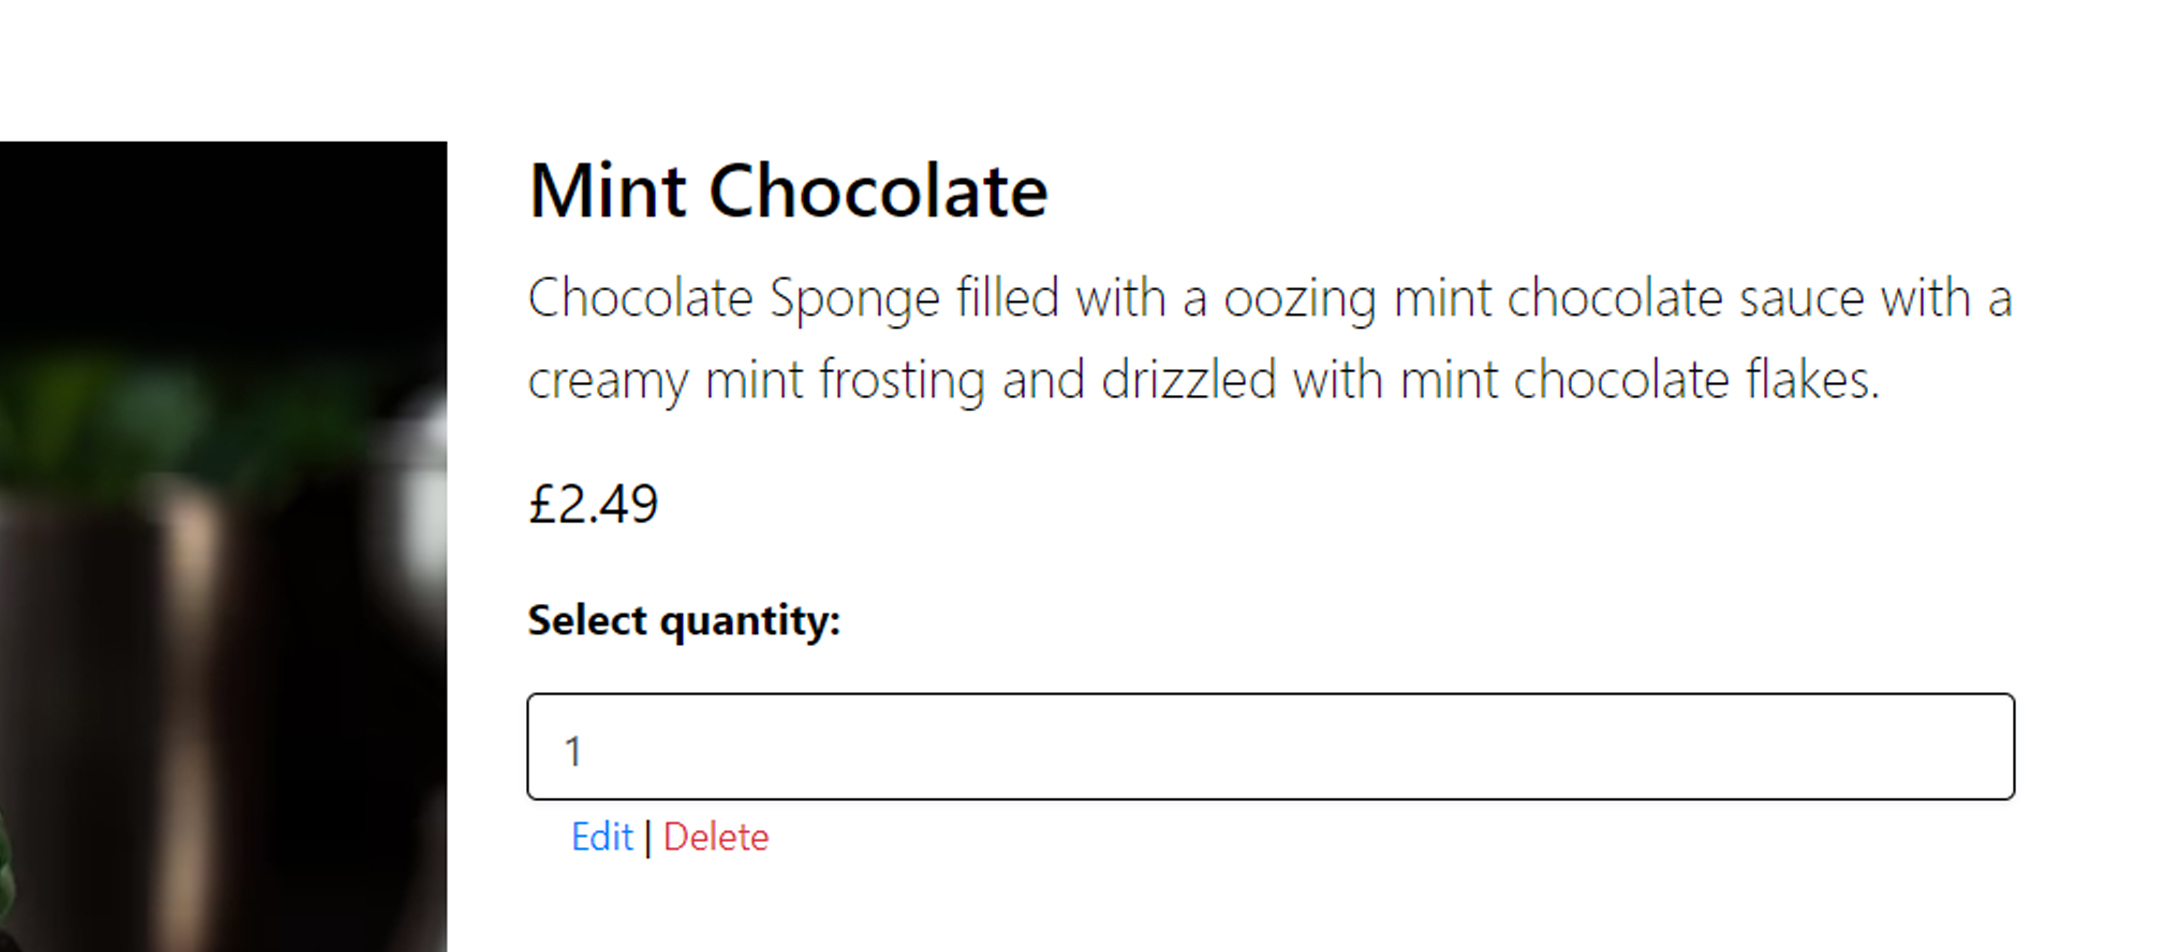 Mint Chocolate
Chocolate Sponge filled with a oozing mint chocolate sauce with a
creamy mint frosting and drizzled with mint chocolate flakes.
£2.49
Select quantity:
1
Edit | Delete